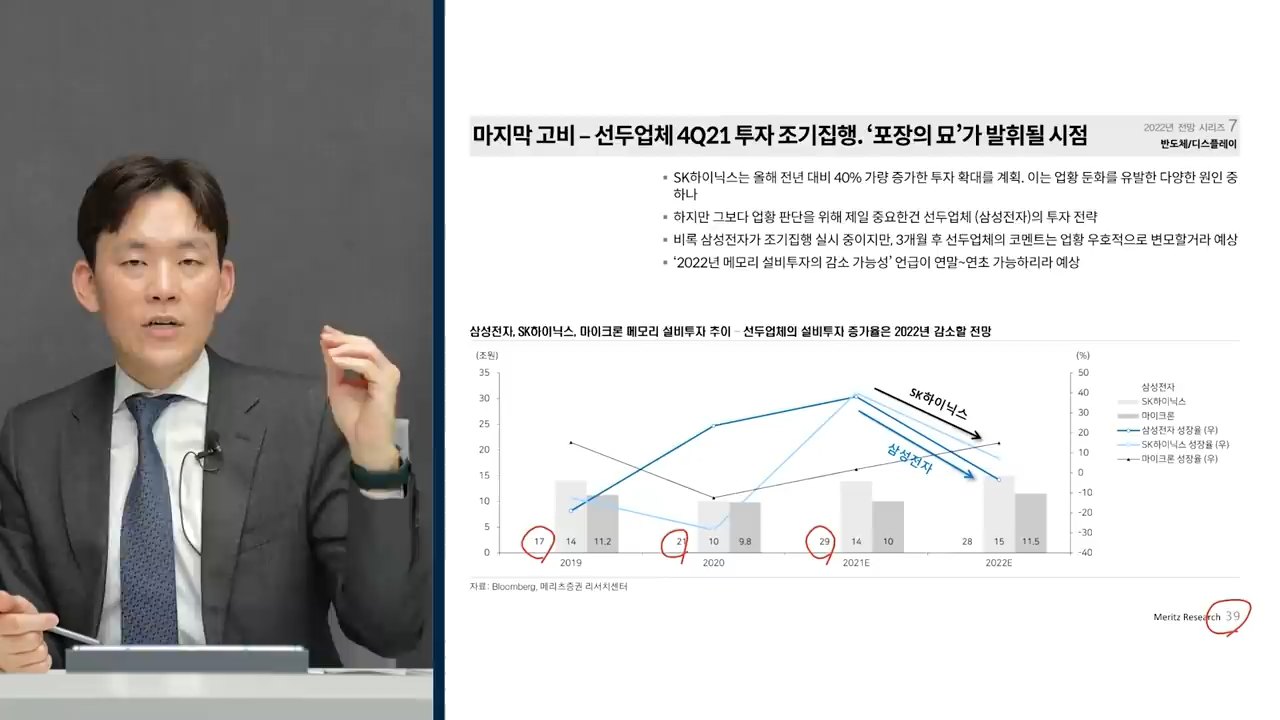 마지막 고비 – 선두업체 4Q21 투자 조기집행. ‘포장의 묘’가 발휘될 시점
2022년 전망 시리즈 7
반도체/디스플레이
▪ SK하이닉스는 올해 전년 대비 40% 가량 증가한 투자 확대를 계획. 이는 업황 둔화를 유발한 다양한 원인 중
하나
▪ 하지만 그보다 업황 판단을 위해 제일 중요한건 선두업체 (삼성전자)의 투자 전략
▪ 비록 삼성전자가 조기집행 실시 중이지만, 3개월 후 선두업체의 코멘트는 업황 우호적으로 변모할거라 예상
▪ ‘2022년 메모리 설비투자의 감소 가능성’ 언급이 연말~연초 가능하리라 예상
삼성전자, SK하이닉스, 마이크론 메모리 설비투자 추이 – 선두업체의 설비투자 증가율은 2022년 감소할 전망
(조원)
35
30
25
20
15
10
5
0
SK하이닉스
삼성전자
17 14 11.2 21 10 9.8 29 14 10 28 15 11.5
2019 2020 2021E 2022E
(%)
50
40
30
20
10
0
-10
-20
-30
-40
삼성전자
SK하이닉스
마이크론
삼성전자 성장율 (우)
SK하이닉스 성장율 (우)
마이크론 성장율 (우)
자료: Bloomberg, 메리츠증권 리서치센터
Meritz Research 39